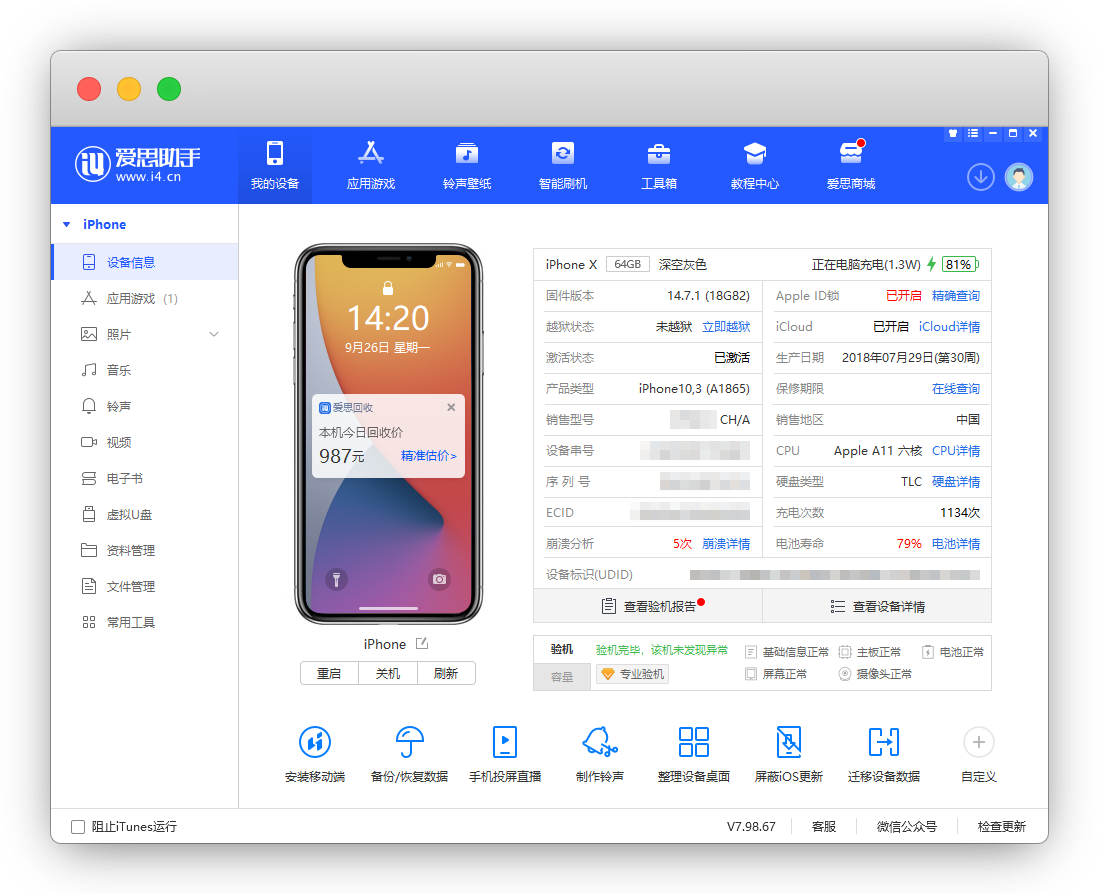 爱思助手
www.i4.cn
我的设备
应用游戏
铃声壁纸
智能刷机
工具箱
教程中心
爱思商城
iPhone
设备信息
应用游戏 (1)
照片
音乐
铃声
视频
电子书
虚拟U盘
资料管理
文件管理
常用工具
14:20
9月26日 星期一
爱思回收
本机今日回收价
987元 精准估价>
iPhone
重启 关机 刷新
iPhone X 64GB 深空灰色 正在电脑充电(1.3W) 81%
固件版本 14.7.1 (18G82) Apple ID锁 已开启 精确查询
越狱状态 未越狱 立即越狱 iCloud 已开启 iCloud详情
激活状态 已激活 生产日期 2018年07月29日(第30周)
产品类型 iPhone10,3 (A1865) 保修期限 在线查询
销售型号 CH/A 销售地区 中国
设备串号 CPU Apple A11 六核 CPU详情
序 列 号 硬盘类型 TLC 硬盘详情
ECID 充电次数 1134次
崩溃分析 5次 崩溃详情 电池寿命 79% 电池详情
设备标识(UDID)
查看验机报告 查看设备详情
验机 验机完毕，该机未发现异常 基础信息正常 主板正常 电池正常
容量 专业验机 屏幕正常 摄像头正常
安装移动端 备份/恢复数据 手机投屏直播 制作铃声 整理设备桌面 屏蔽iOS更新 迁移设备数据 自定义
阻止iTunes运行 V7.98.67 客服 微信公众号 检查更新